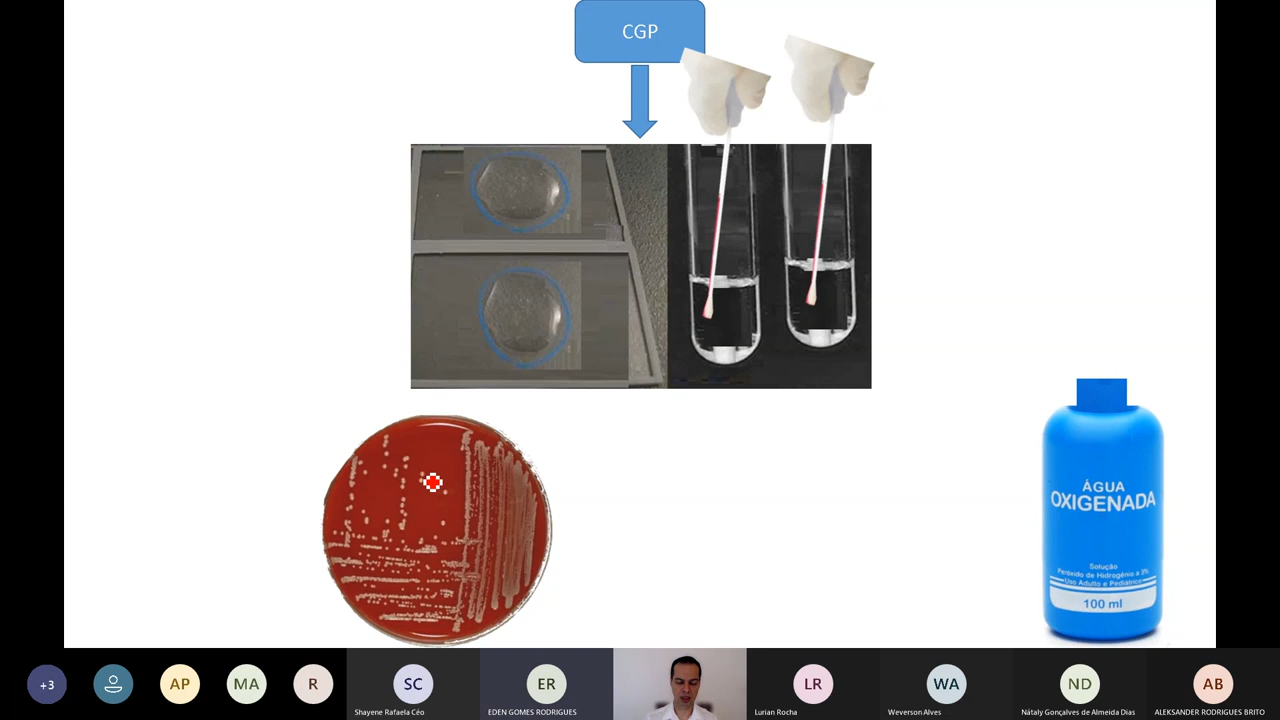 CGP
ÁGUA
OXIGENADA
Solução
Peróxido de Hidrogênio a 3%
Uso Adulto e Pediátrico
100 ml
+3
AP
MA
R
SC
ER
LR
WA
ND
AB
Shayene Rafaela Céo
EDEN GOMES RODRIGUES
Lurian Rocha
Weverson Alves
Nátaly Gonçalves de Almeida Dias
ALEKSANDER RODRIGUES BRITO